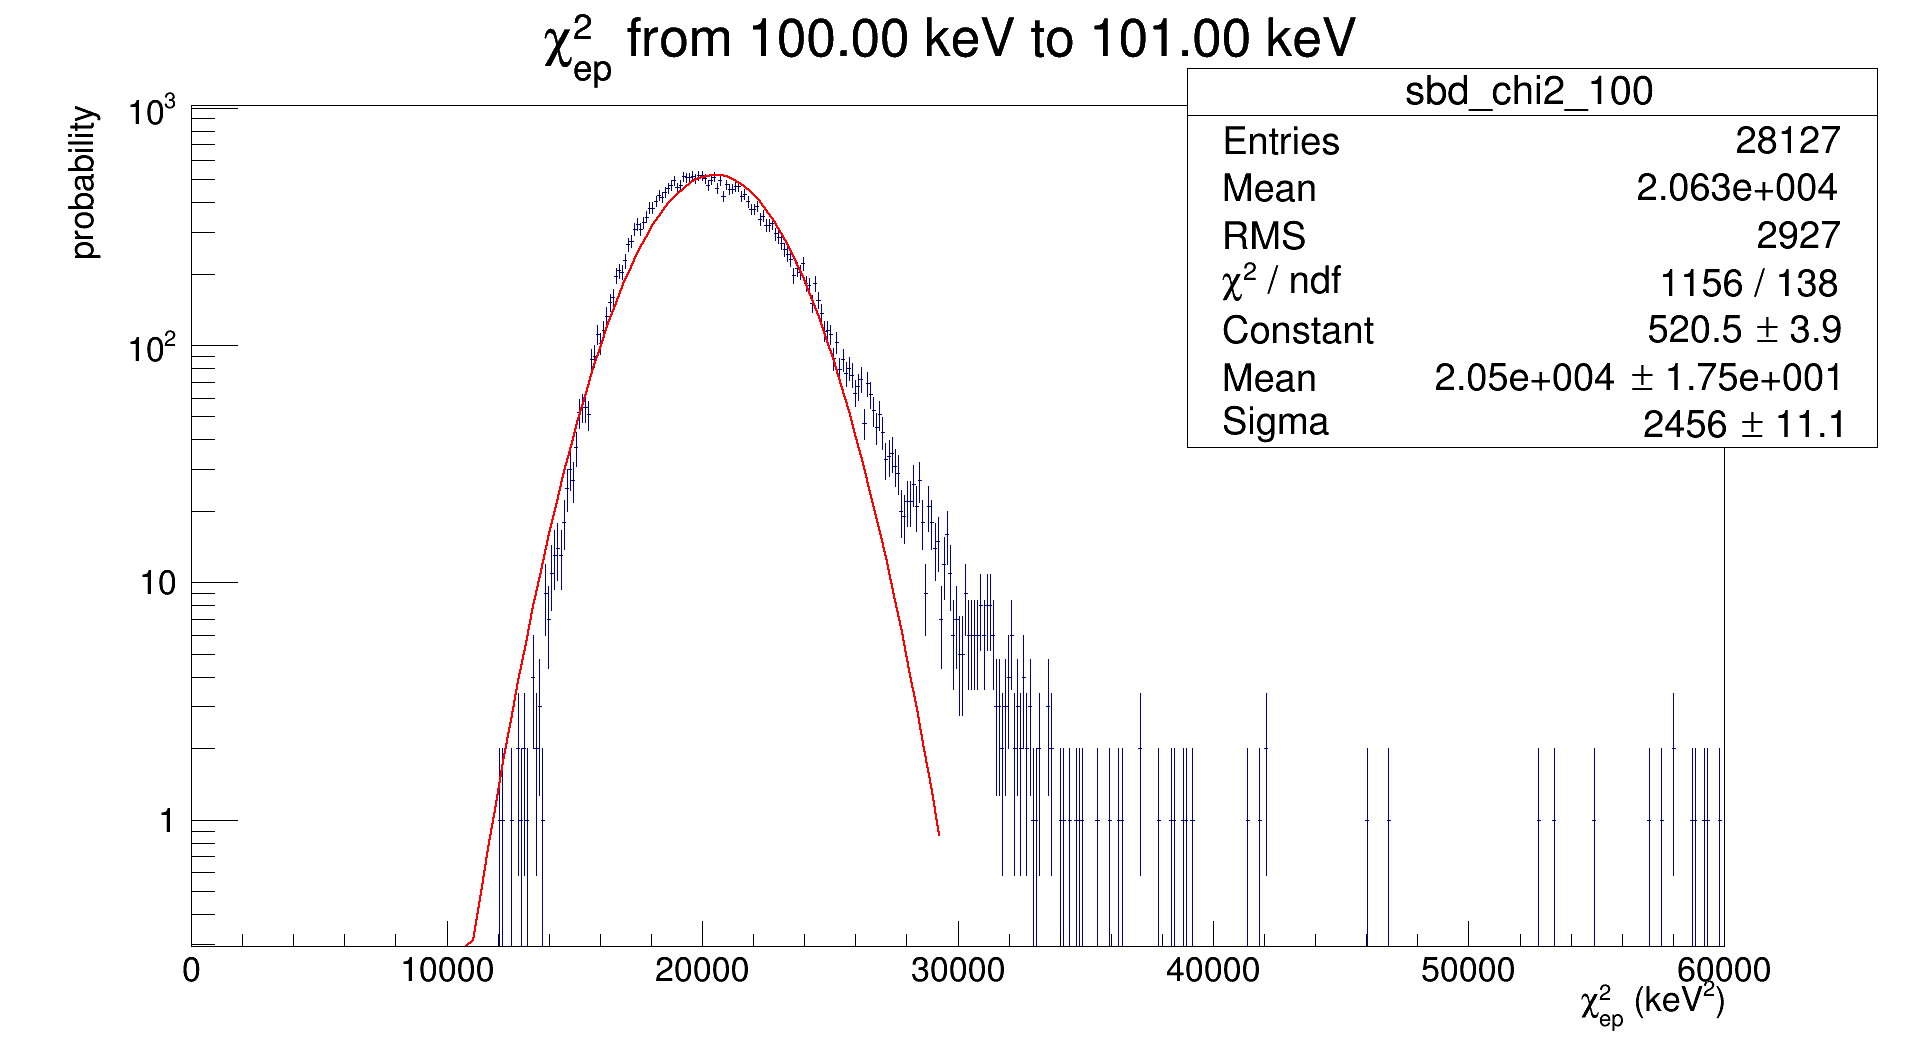 χ²ep from 100.00 keV to 101.00 keV
sbd_chi2_100
Entries 28127
Mean 2.063e+004
RMS 2927
χ² / ndf 1156 / 138
Constant 520.5 ± 3.9
Mean 2.05e+004 ± 1.75e+001
Sigma 2456 ± 11.1
probability
10³
10²
10
1
0 10000 20000 30000 40000 50000 60000
χ²ep (keV²)